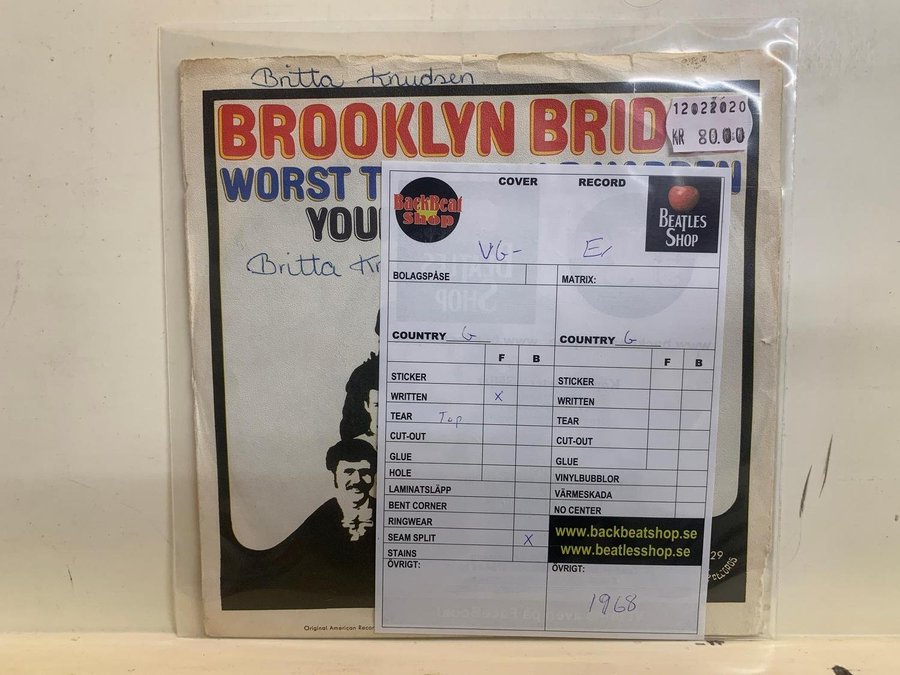 Britta Knudsen
BROOKLYN BRID
12022020
KR 80.00
WORST T
YOU
Britta Kn
BackBeat
Shop
COVER
RECORD
BEATLES
SHOP
VG-
Ex
BOLAGSPÅSE
MATRIX:
COUNTRY G
COUNTRY G
F B
F B
STICKER
WRITTEN X
TEAR Top
CUT-OUT
GLUE
HOLE
LAMINATSLÄPP
BENT CORNER
RINGWEAR
SEAM SPLIT X
STAINS
ÖVRIGT:
STICKER
WRITTEN
TEAR
CUT-OUT
GLUE
VINYLBUBBLOR
VÄRMESKADA
NO CENTER
www.backbeatshop.se
www.beatlesshop.se
ÖVRIGT:
1968
29
Records
Original American Recor